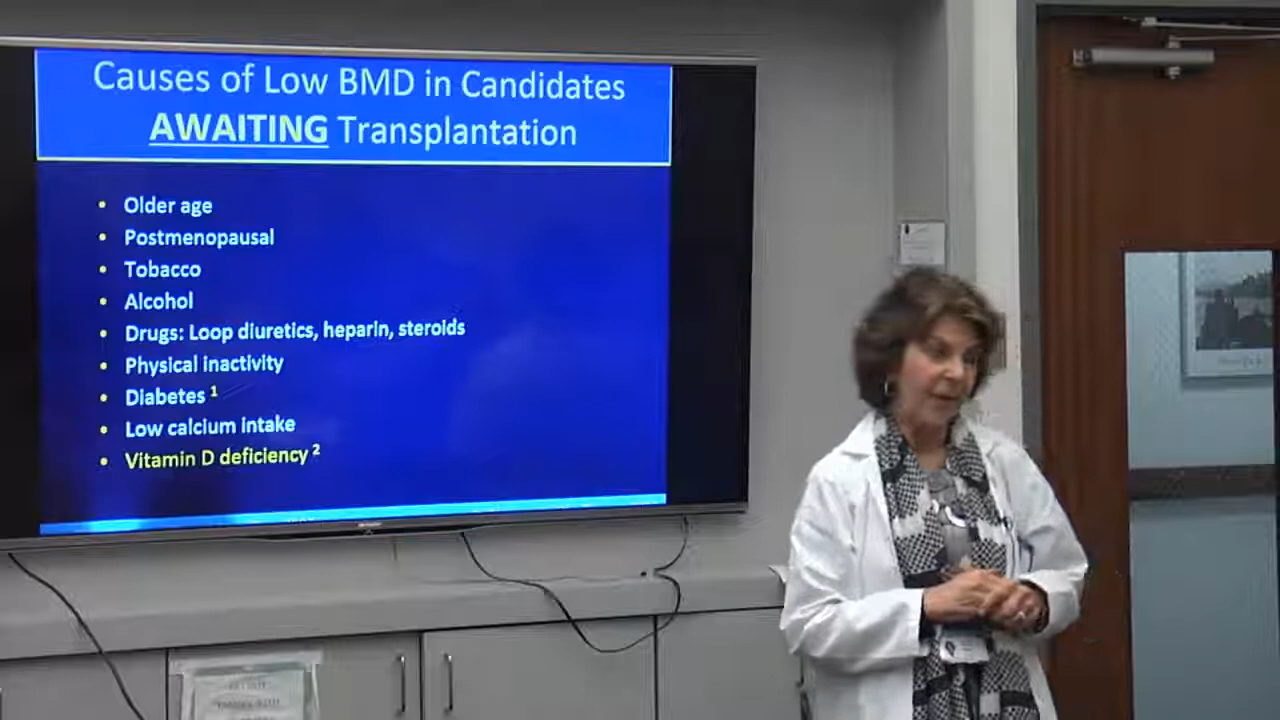 Causes of Low BMD in Candidates
AWAITING Transplantation
• Older age
• Postmenopausal
• Tobacco
• Alcohol
• Drugs: Loop diuretics, heparin, steroids
• Physical inactivity
• Diabetes ¹
• Low calcium intake
• Vitamin D deficiency ²